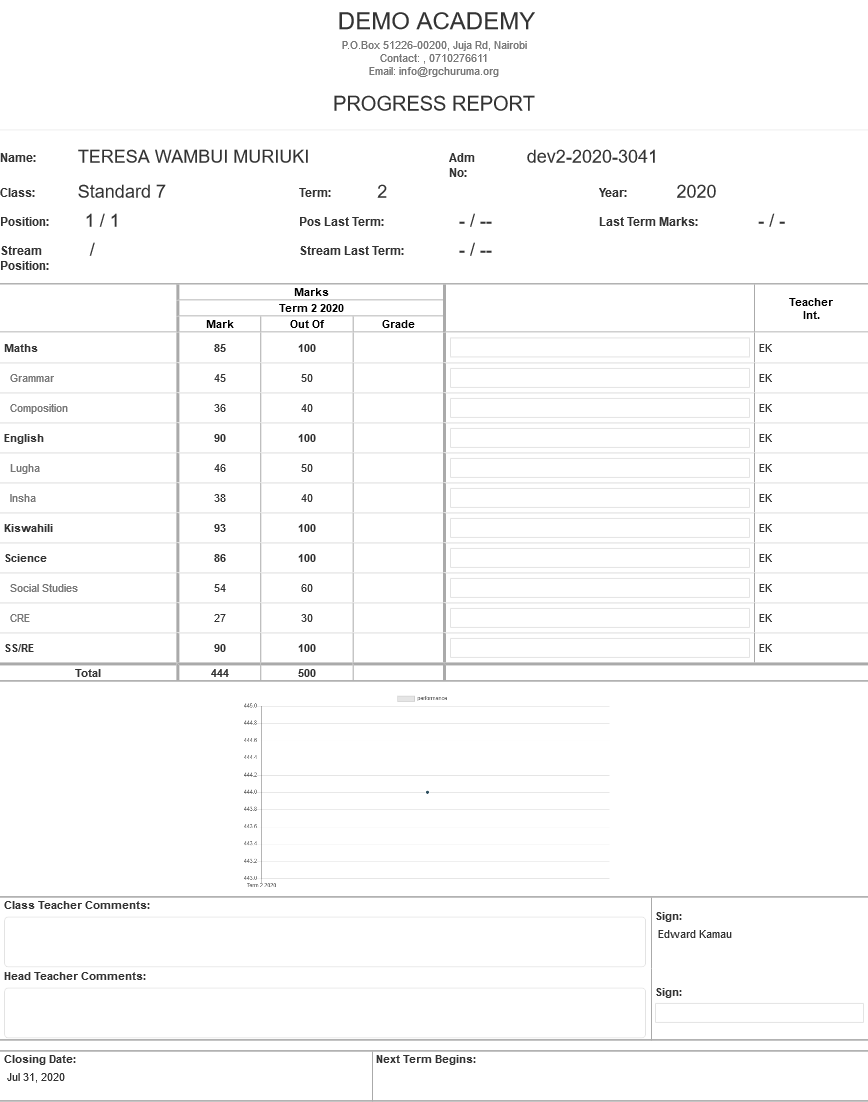 DEMO ACADEMY
P.O.Box 51226-00200, Juja Rd, Nairobi
Contact: , 0710276611
Email: info@rgchuruma.org
PROGRESS REPORT
Name: TERESA WAMBUI MURIUKI Adm No: dev2-2020-3041
Class: Standard 7 Term: 2 Year: 2020
Position: 1 / 1 Pos Last Term: - / -- Last Term Marks: - / -
Stream Position: / Stream Last Term: - / --
Marks
Term 2 2020
Mark Out Of Grade Teacher Int.
Maths 85 100 EK
Grammar 45 50 EK
Composition 36 40 EK
English 90 100 EK
Lugha 46 50 EK
Insha 38 40 EK
Kiswahili 93 100 EK
Science 86 100 EK
Social Studies 54 60 EK
CRE 27 30 EK
SS/RE 90 100 EK
Total 444 500
performance
445.0
444.8
444.6
444.4
444.2
444.0
443.8
443.6
443.4
443.2
443.0
Term 2 2020
Class Teacher Comments:
Sign:
Edward Kamau
Head Teacher Comments:
Sign:
Closing Date: Next Term Begins:
Jul 31, 2020